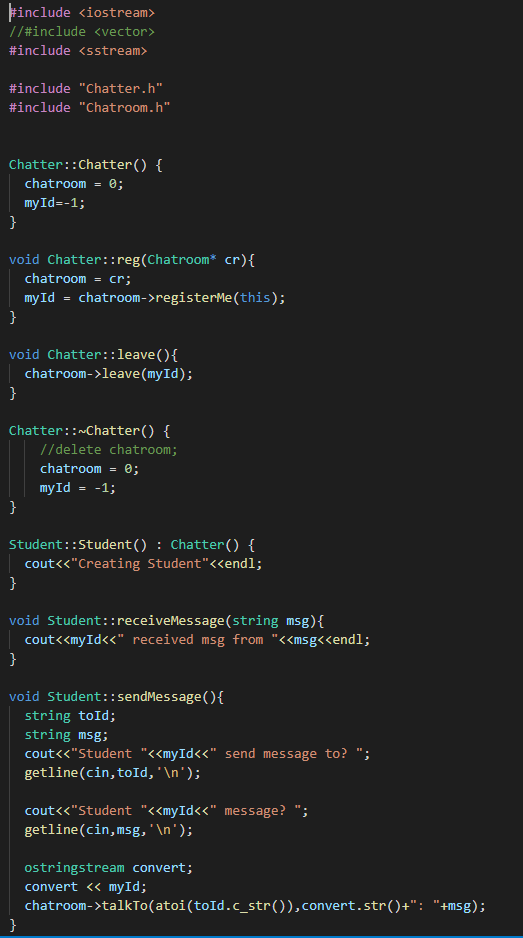 #include <iostream>
//#include <vector>
#include <sstream>
#include "Chatter.h"
#include "Chatroom.h"
Chatter::Chatter() {
  chatroom = 0;
  myId=-1;
}
void Chatter::reg(Chatroom* cr){
  chatroom = cr;
  myId = chatroom->registerMe(this);
}
void Chatter::leave(){
  chatroom->leave(myId);
}
Chatter::~Chatter() {
    //delete chatroom;
    chatroom = 0;
    myId = -1;
}
Student::Student() : Chatter() {
  cout<<"Creating Student"<<endl;
}
void Student::receiveMessage(string msg){
  cout<<myId<<" received msg from "<<msg<<endl;
}
void Student::sendMessage(){
  string toId;
  string msg;
  cout<<"Student "<<myId<<" send message to? ";
  getline(cin,toId,'\n');
  cout<<"Student "<<myId<<" message? ";
  getline(cin,msg,'\n');
  ostringstream convert;
  convert << myId;
  chatroom->talkTo(atoi(toId.c_str()),convert.str()+": "+msg);
}